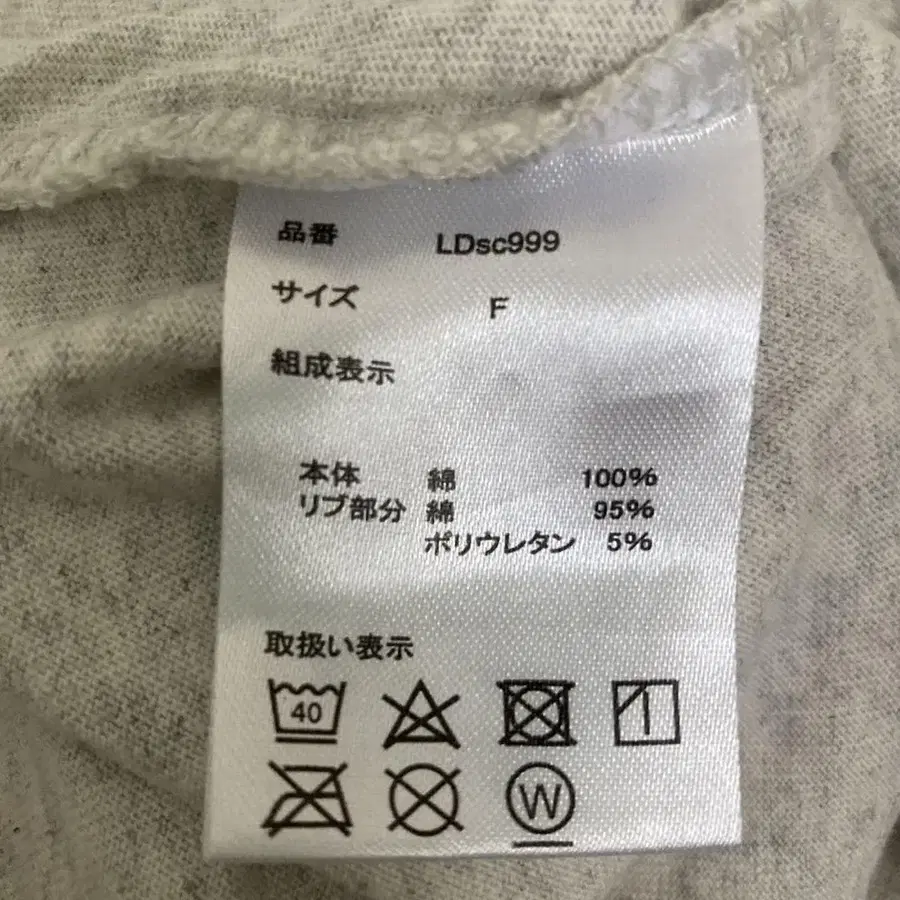 品番 LDsc999
サイズ F
組成表示
本体 綿 100%
リブ部分 綿 95%
ポリウレタン 5%
取扱い表示
40
W